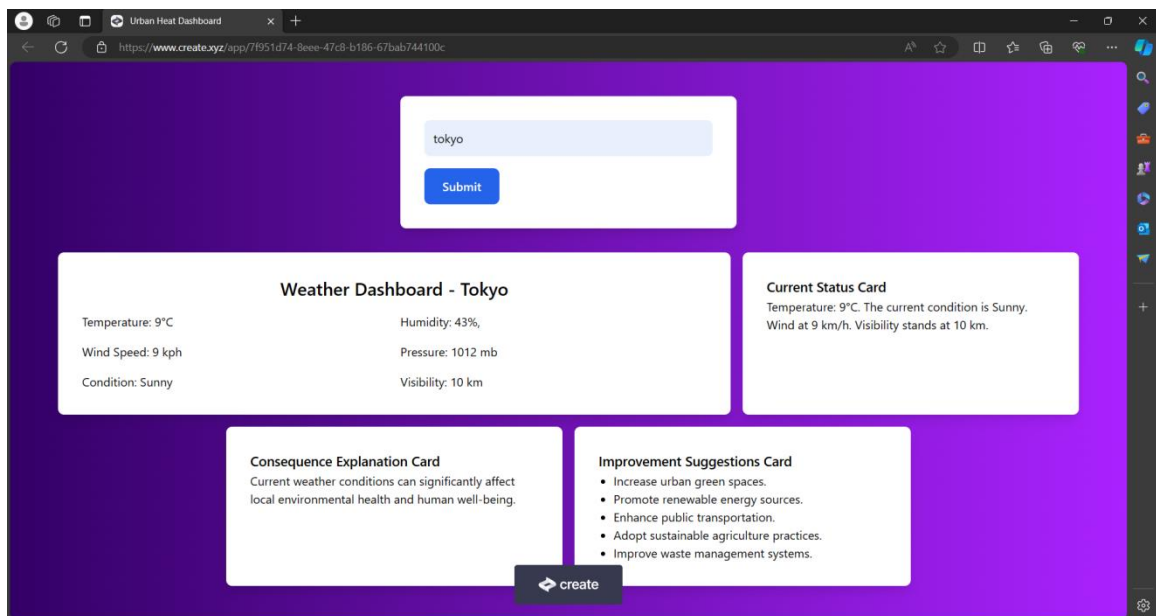 Urban Heat Dashboard
https://www.create.xyz/app/7f951d74-8eee-47c8-b186-67bab744100c
tokyo
Submit
Weather Dashboard - Tokyo
Temperature: 9°C
Humidity: 43%,
Wind Speed: 9 kph
Pressure: 1012 mb
Condition: Sunny
Visibility: 10 km
Current Status Card
Temperature: 9°C. The current condition is Sunny.
Wind at 9 km/h. Visibility stands at 10 km.
Consequence Explanation Card
Current weather conditions can significantly affect
local environmental health and human well-being.
Improvement Suggestions Card
• Increase urban green spaces.
• Promote renewable energy sources.
• Enhance public transportation.
• Adopt sustainable agriculture practices.
• Improve waste management systems.
create